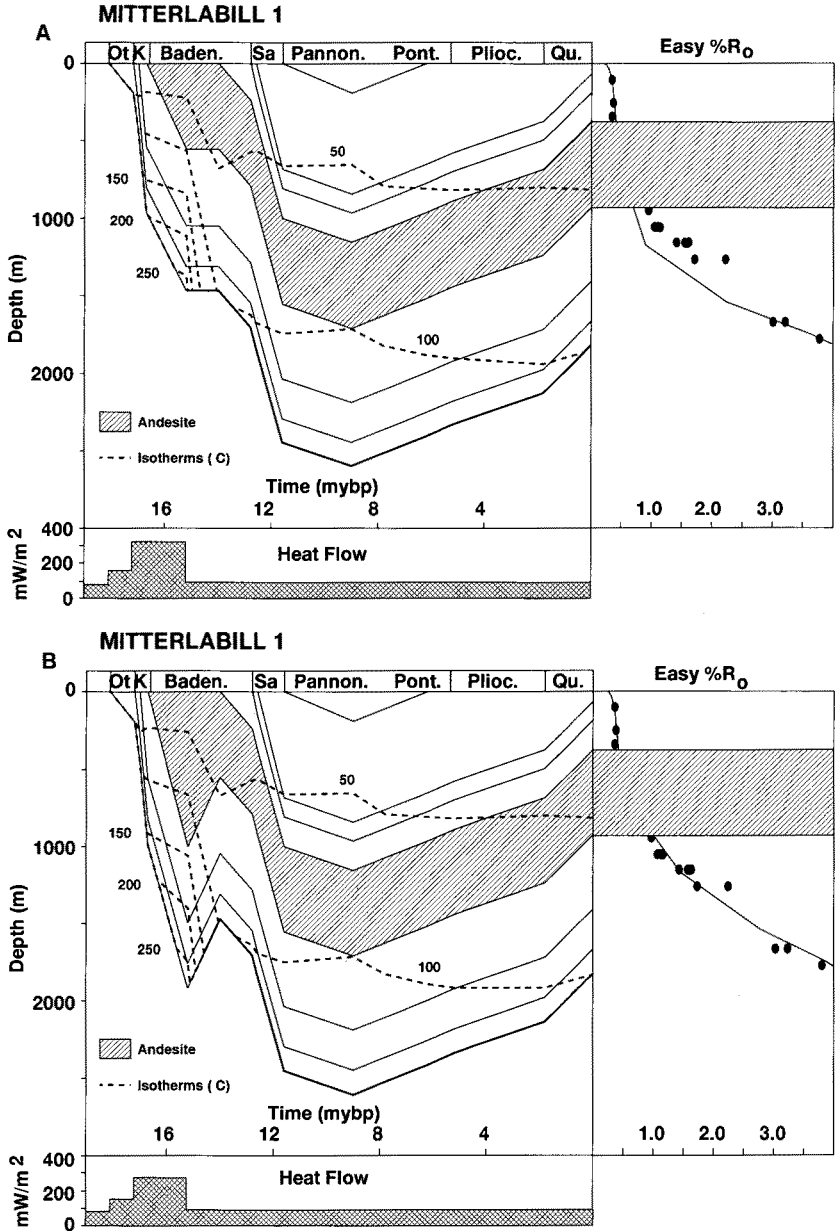 MITTERLABILL 1
A
Ot K Baden. Sa Pannon. Pont. Plioc. Qu.
Easy %Ro
0
50
150
1000
200
250
100
2000
Depth (m)
Andesite
Isotherms ( C)
Time (mybp)
16 12 8 4
1.0 2.0 3.0
400
200
0
mW/m2
Heat Flow
MITTERLABILL 1
B
Ot K Baden. Sa Pannon. Pont. Plioc. Qu.
Easy %Ro
0
50
150
1000
200
250
100
2000
Depth (m)
Andesite
Isotherms ( C)
Time (mybp)
16 12 8 4
1.0 2.0 3.0
400
200
0
mW/m2
Heat Flow